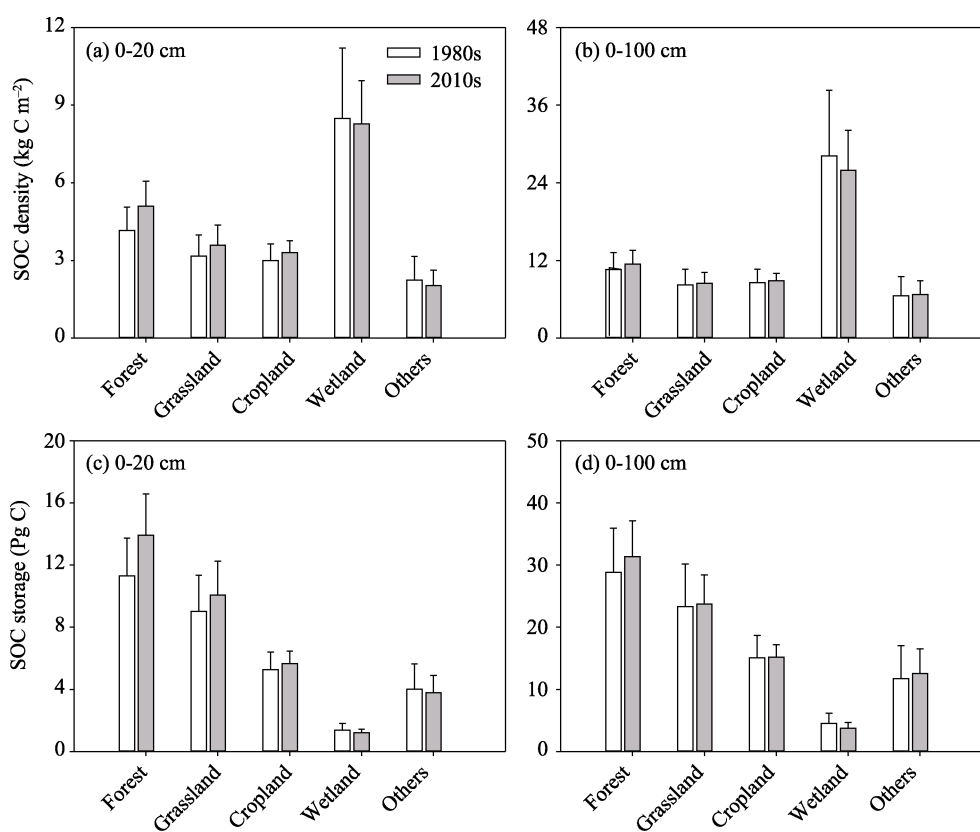 12
9
6
3
0
SOC density (kg C m⁻²)
(a) 0-20 cm
1980s
2010s
Forest
Grassland
Cropland
Wetland
Others
48
36
24
12
0
(b) 0-100 cm
Forest
Grassland
Cropland
Wetland
Others
20
16
12
8
4
0
SOC storage (Pg C)
(c) 0-20 cm
Forest
Grassland
Cropland
Wetland
Others
50
40
30
20
10
0
(d) 0-100 cm
Forest
Grassland
Cropland
Wetland
Others